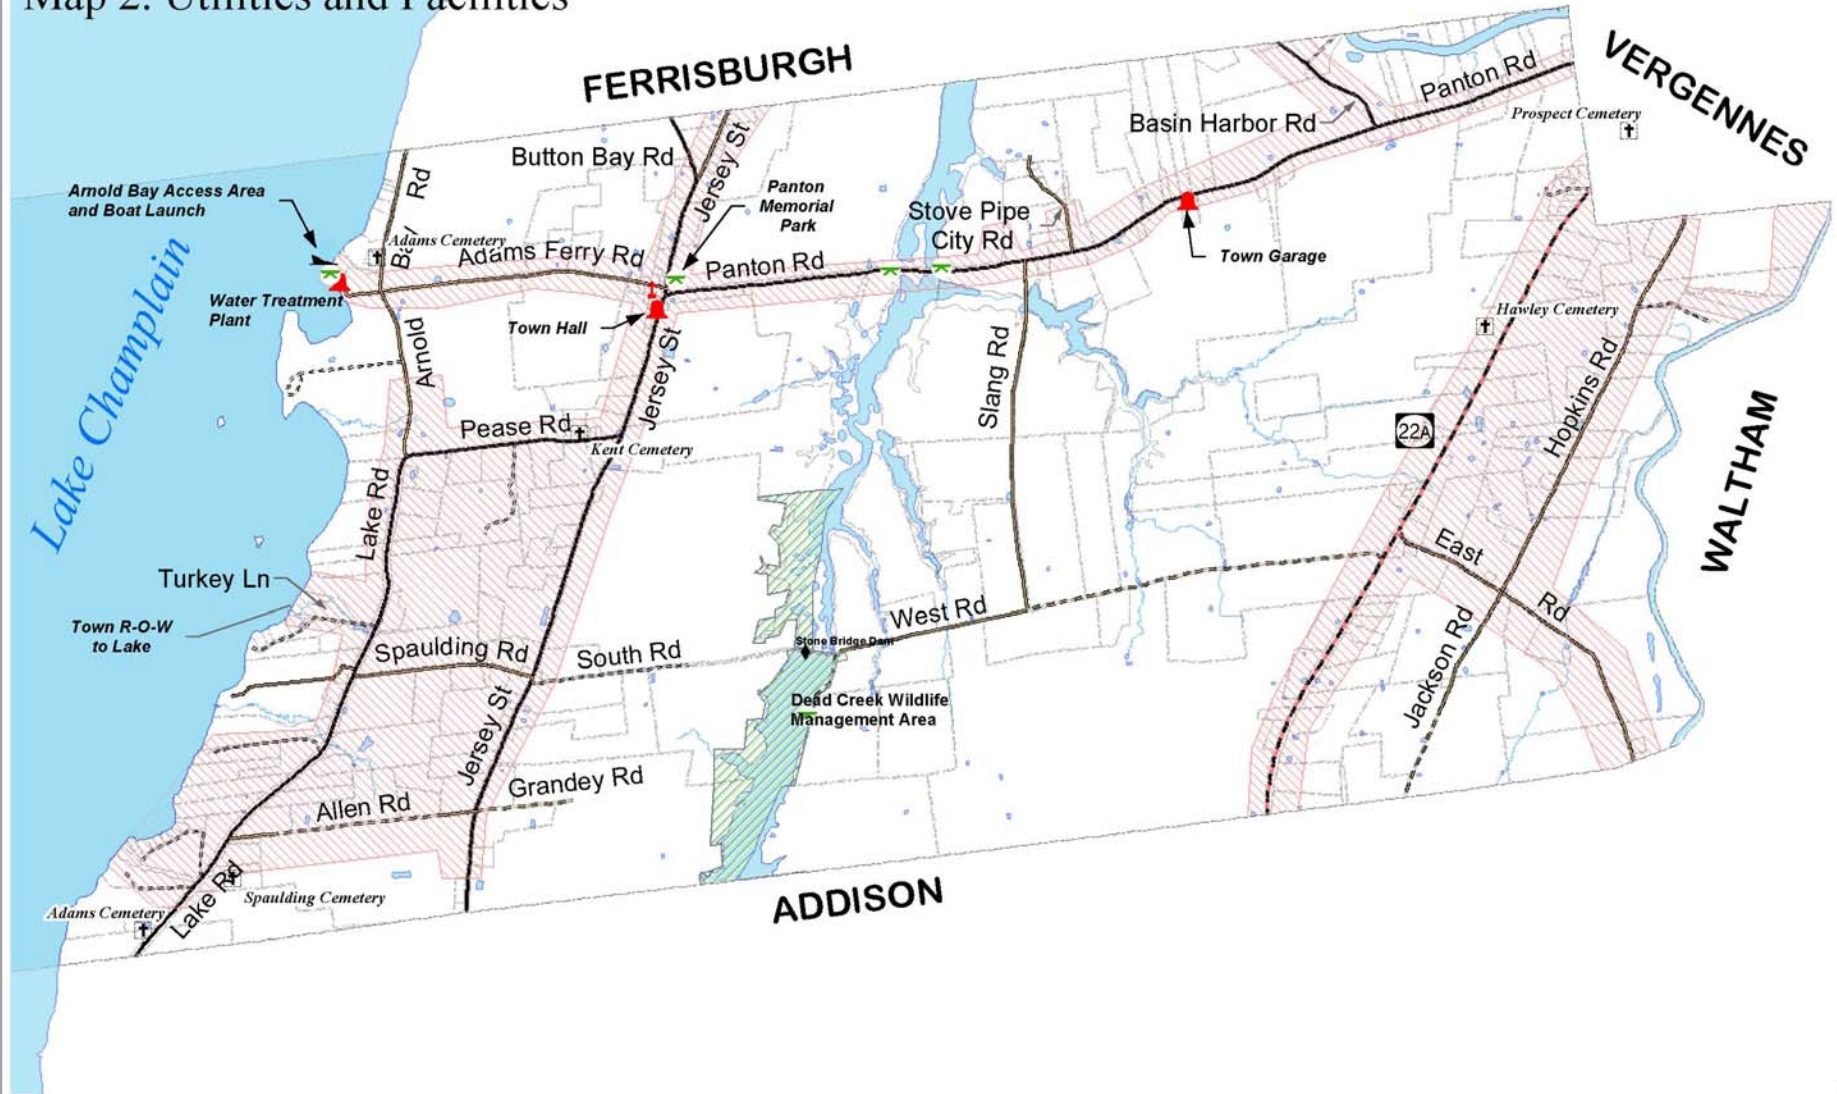 Map 2: Utilities and Facilities
FERRISBURGH
VERGENNES
Panton Rd
Basin Harbor Rd
Prospect Cemetery
Button Bay Rd
Jersey St
Arnold Bay Access Area
and Boat Launch
Panton
Memorial
Park
Stove Pipe
City Rd
Adams Cemetery
Arnold Bay Rd
Adams Ferry Rd
Panton Rd
Town Garage
Water Treatment
Plant
1
Town Hall
Hawley Cemetery
Lake Champlain
Jersey St
Slang Rd
Hopkins Rd
Pease Rd
Kent Cemetery
22A
WALTHAM
Lake Rd
East Rd
Turkey Ln
West Rd
Town R-O-W
to Lake
Spaulding Rd
South Rd
Stone Bridge Dam
Jackson Rd
Dead Creek Wildlife
Management Area
Jersey St
Grandey Rd
Allen Rd
Lake Rd
Spaulding Cemetery
Adams Cemetery
ADDISON